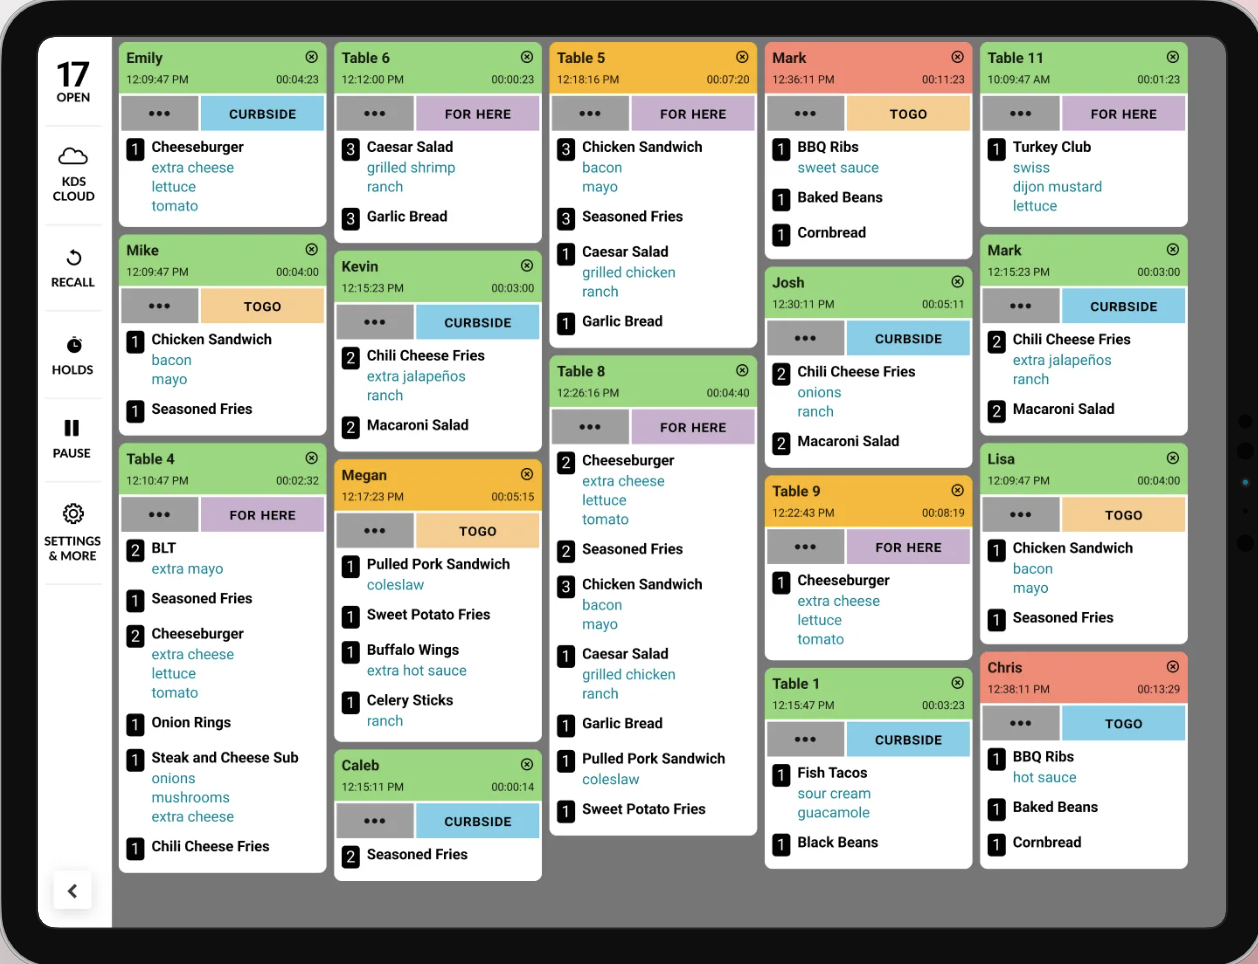 17
OPEN
KDS
CLOUD
RECALL
HOLDS
PAUSE
SETTINGS
& MORE
Emily
12:09:47 PM 00:04:23
••• CURBSIDE
1 Cheeseburger
extra cheese
lettuce
tomato
Mike
12:09:47 PM 00:04:00
••• TOGO
1 Chicken Sandwich
bacon
mayo
1 Seasoned Fries
Table 4
12:10:47 PM 00:02:32
••• FOR HERE
2 BLT
extra mayo
1 Seasoned Fries
2 Cheeseburger
extra cheese
lettuce
tomato
1 Onion Rings
1 Steak and Cheese Sub
onions
mushrooms
extra cheese
1 Chili Cheese Fries
Table 6
12:12:00 PM 00:00:23
••• FOR HERE
3 Caesar Salad
grilled shrimp
ranch
3 Garlic Bread
Kevin
12:15:23 PM 00:03:00
••• CURBSIDE
2 Chili Cheese Fries
extra jalapeños
ranch
2 Macaroni Salad
Megan
12:17:23 PM 00:05:15
••• TOGO
1 Pulled Pork Sandwich
coleslaw
1 Sweet Potato Fries
1 Buffalo Wings
extra hot sauce
1 Celery Sticks
ranch
Caleb
12:15:11 PM 00:00:14
••• CURBSIDE
2 Seasoned Fries
Table 5
12:18:16 PM 00:07:20
••• FOR HERE
3 Chicken Sandwich
bacon
mayo
3 Seasoned Fries
1 Caesar Salad
grilled chicken
ranch
1 Garlic Bread
Table 8
12:26:16 PM 00:04:40
••• FOR HERE
2 Cheeseburger
extra cheese
lettuce
tomato
2 Seasoned Fries
3 Chicken Sandwich
bacon
mayo
1 Caesar Salad
grilled chicken
ranch
1 Garlic Bread
1 Pulled Pork Sandwich
coleslaw
1 Sweet Potato Fries
Mark
12:36:11 PM 00:11:23
••• TOGO
1 BBQ Ribs
sweet sauce
1 Baked Beans
1 Cornbread
Josh
12:30:11 PM 00:05:11
••• CURBSIDE
2 Chili Cheese Fries
onions
ranch
2 Macaroni Salad
Table 9
12:22:43 PM 00:08:19
••• FOR HERE
1 Cheeseburger
extra cheese
lettuce
tomato
Table 1
12:15:47 PM 00:03:23
••• CURBSIDE
1 Fish Tacos
sour cream
guacamole
1 Black Beans
Table 11
10:09:47 AM 00:01:23
••• FOR HERE
1 Turkey Club
swiss
dijon mustard
lettuce
Mark
12:15:23 PM 00:03:00
••• CURBSIDE
2 Chili Cheese Fries
extra jalapeños
ranch
2 Macaroni Salad
Lisa
12:09:47 PM 00:04:00
••• TOGO
1 Chicken Sandwich
bacon
mayo
1 Seasoned Fries
Chris
12:38:11 PM 00:13:29
••• TOGO
1 BBQ Ribs
hot sauce
1 Baked Beans
1 Cornbread